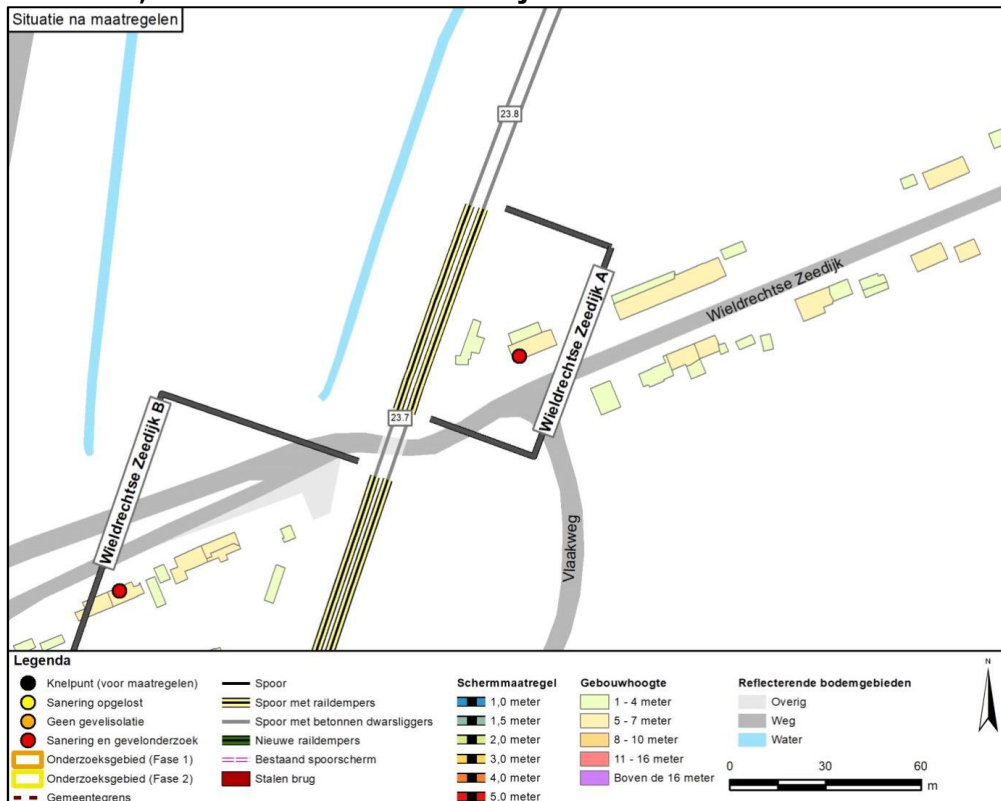 Situatie na maatregelen
23.8
Wieldrechtse Zeedijk
Wieldrechtse Zeedijk A
23.7
Wieldrechtse Zeedijk B
Vlaakweg
Legenda
Knelpunt (voor maatregelen)
Sanering opgelost
Geen gevelisolatie
Sanering en gevelonderzoek
Onderzoeksgebied (Fase 1)
Onderzoeksgebied (Fase 2)
Gemeentegrens
Spoor
Spoor met raildempers
Spoor met betonnen dwarsliggers
Nieuwe raildempers
Bestaand spoorscherm
Stalen brug
Schermmaatregel
1,0 meter
1,5 meter
2,0 meter
3,0 meter
4,0 meter
5,0 meter
Gebouwhoogte
1 - 4 meter
5 - 7 meter
8 - 10 meter
11 - 16 meter
Boven de 16 meter
Reflecterende bodemgebieden
Overig
Weg
Water
N
0 30 60
m